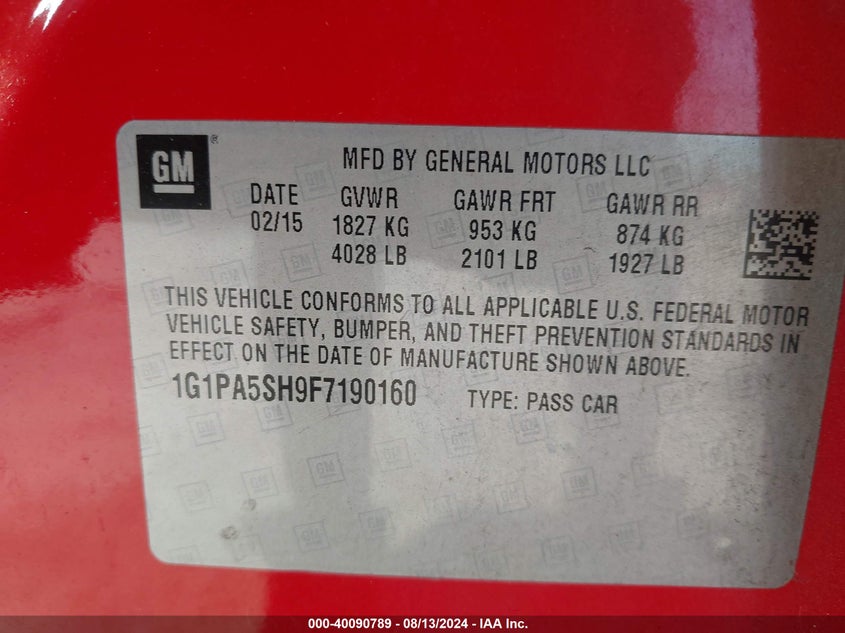 GM
MFD BY GENERAL MOTORS LLC
DATE GVWR GAWR FRT GAWR RR
02/15 1827 KG 953 KG 874 KG
4028 LB 2101 LB 1927 LB
THIS VEHICLE CONFORMS TO ALL APPLICABLE U.S. FEDERAL MOTOR
VEHICLE SAFETY, BUMPER, AND THEFT PREVENTION STANDARDS IN
EFFECT ON THE DATE OF MANUFACTURE SHOWN ABOVE.
1G1PA5SH9F7190160 TYPE: PASS CAR
000-40090789 - 08/13/2024 - IAA Inc.